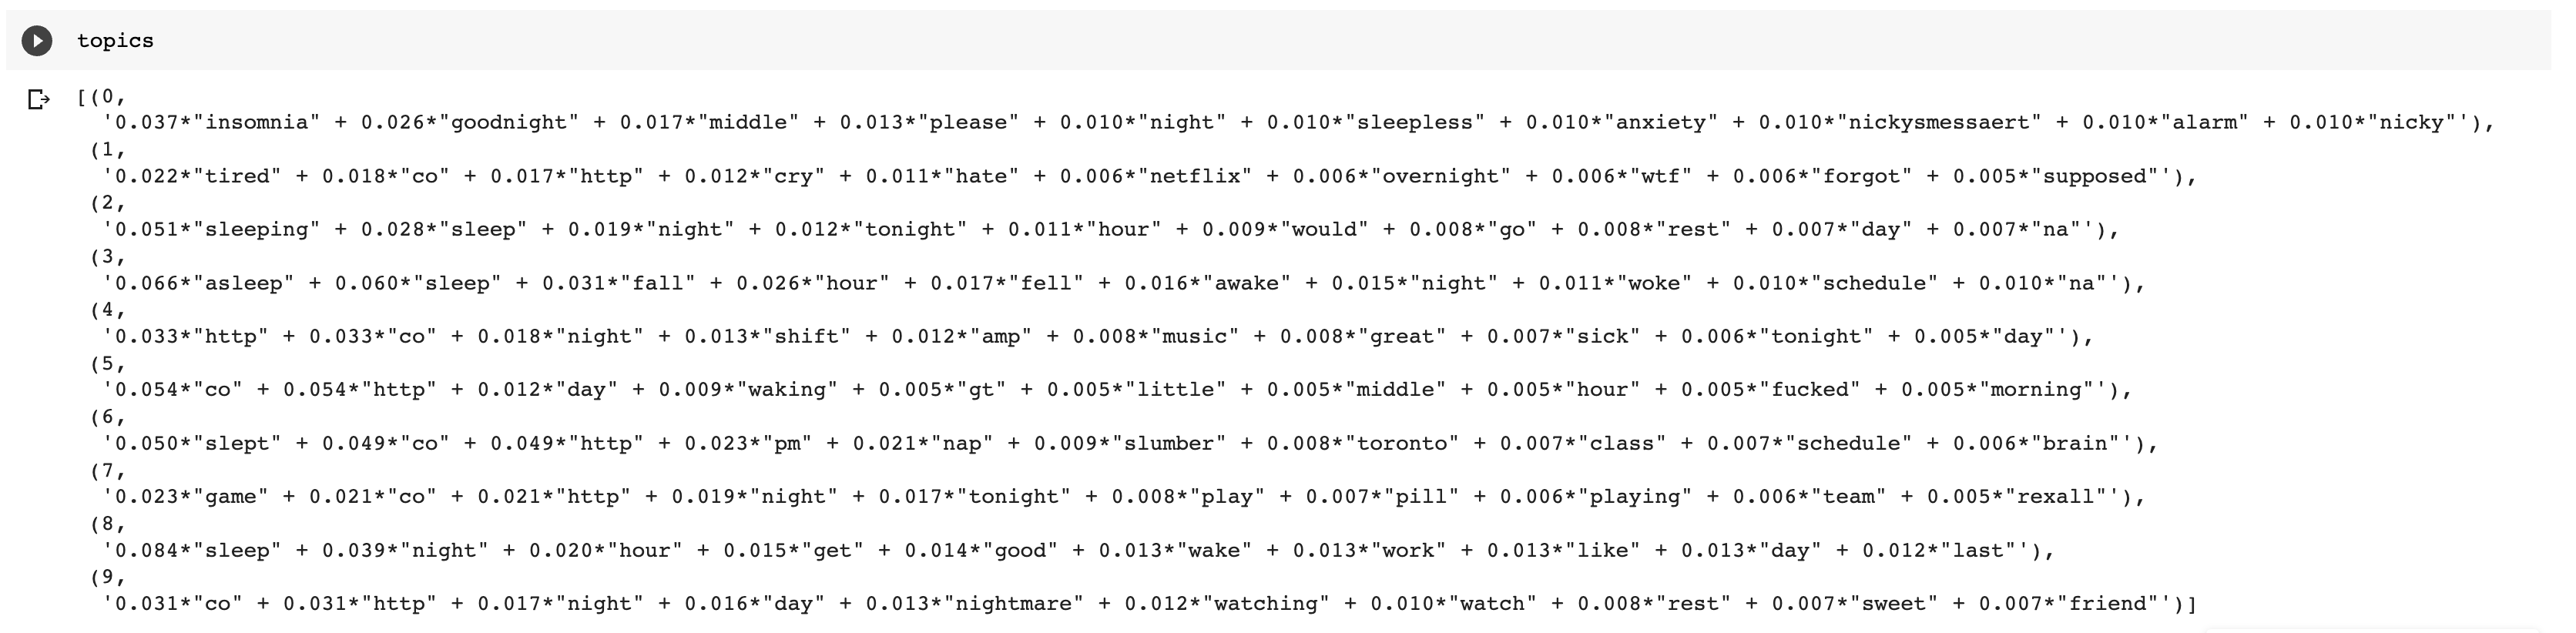 topics
[(0,
'0.037*"insomnia" + 0.026*"goodnight" + 0.017*"middle" + 0.013*"please" + 0.010*"night" + 0.010*"sleepless" + 0.010*"anxiety" + 0.010*"nickysmessaert" + 0.010*"alarm" + 0.010*"nicky"'),
(1,
'0.022*"tired" + 0.018*"co" + 0.017*"http" + 0.012*"cry" + 0.011*"hate" + 0.006*"netflix" + 0.006*"overnight" + 0.006*"wtf" + 0.006*"forgot" + 0.005*"supposed"'),
(2,
'0.051*"sleeping" + 0.028*"sleep" + 0.019*"night" + 0.012*"tonight" + 0.011*"hour" + 0.009*"would" + 0.008*"go" + 0.008*"rest" + 0.007*"day" + 0.007*"na"'),
(3,
'0.066*"asleep" + 0.060*"sleep" + 0.031*"fall" + 0.026*"hour" + 0.017*"fell" + 0.016*"awake" + 0.015*"night" + 0.011*"woke" + 0.010*"schedule" + 0.010*"na"'),
(4,
'0.033*"http" + 0.033*"co" + 0.018*"night" + 0.013*"shift" + 0.012*"amp" + 0.008*"music" + 0.008*"great" + 0.007*"sick" + 0.006*"tonight" + 0.005*"day"'),
(5,
'0.054*"co" + 0.054*"http" + 0.012*"day" + 0.009*"waking" + 0.005*"gt" + 0.005*"little" + 0.005*"middle" + 0.005*"hour" + 0.005*"fucked" + 0.005*"morning"'),
(6,
'0.050*"slept" + 0.049*"co" + 0.049*"http" + 0.023*"pm" + 0.021*"nap" + 0.009*"slumber" + 0.008*"toronto" + 0.007*"class" + 0.007*"schedule" + 0.006*"brain"'),
(7,
'0.023*"game" + 0.021*"co" + 0.021*"http" + 0.019*"night" + 0.017*"tonight" + 0.008*"play" + 0.007*"pill" + 0.006*"playing" + 0.006*"team" + 0.005*"rexall"'),
(8,
'0.084*"sleep" + 0.039*"night" + 0.020*"hour" + 0.015*"get" + 0.014*"good" + 0.013*"wake" + 0.013*"work" + 0.013*"like" + 0.013*"day" + 0.012*"last"'),
(9,
'0.031*"co" + 0.031*"http" + 0.017*"night" + 0.016*"day" + 0.013*"nightmare" + 0.012*"watching" + 0.010*"watch" + 0.008*"rest" + 0.007*"sweet" + 0.007*"friend"')]